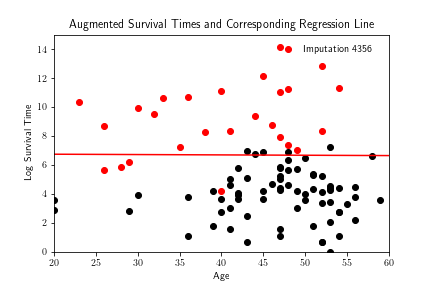 Augmented Survival Times and Corresponding Regression Line
Imputation 4356
Log Survival Time
14
12
10
8
6
4
2
0
20 25 30 35 40 45 50 55 60
Age